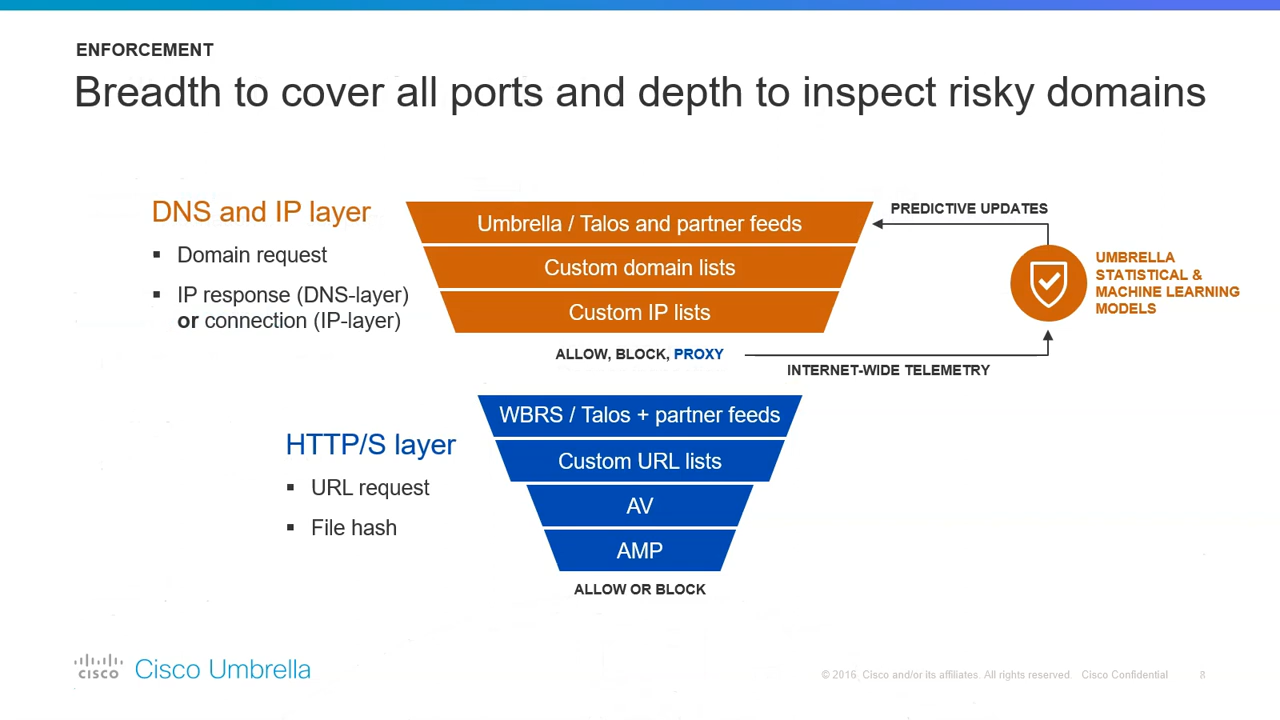 ENFORCEMENT
Breadth to cover all ports and depth to inspect risky domains
DNS and IP layer
▪ Domain request
▪ IP response (DNS-layer)
or connection (IP-layer)
Umbrella / Talos and partner feeds
Custom domain lists
Custom IP lists
ALLOW, BLOCK, PROXY
PREDICTIVE UPDATES
UMBRELLA
STATISTICAL &
MACHINE LEARNING
MODELS
INTERNET-WIDE TELEMETRY
HTTP/S layer
▪ URL request
▪ File hash
WBRS / Talos + partner feeds
Custom URL lists
AV
AMP
ALLOW OR BLOCK
CISCO Cisco Umbrella
© 2016 Cisco and/or its affiliates. All rights reserved. Cisco Confidential 8